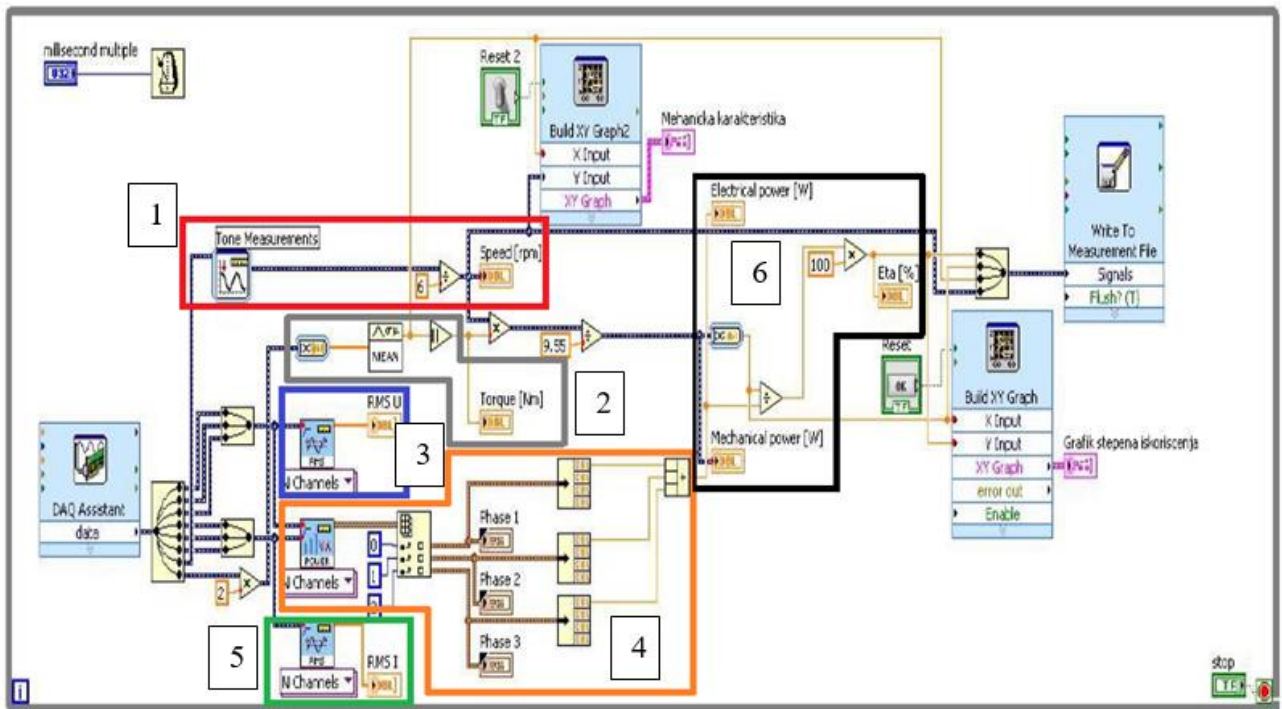 millisecond multiple
U32
Reset 2
TF
Build XY Graph2
X Input
Y Input
XY Graph
Mehanicka karakteristika
1
Tone Measurements
Speed [rpm]
DBL
6
Electrical power [W]
DBL
6
100
Eta [%]
DBL
Write To
Measurement File
Signals
Flush? (T)
MEAN
9.55
2
Torque [Nm]
DBL
Mechanical power [W]
DBL
Reset
OK
TF
Build XY Graph
X Input
Y Input
XY Graph
error out
Enable
Grafik stepena iskoriscenja
RMS U
DBL
RMS
N Channels
3
DAQ Assistant
data
2
POWER
N Channels
0
1
Phase 1
Phase 2
Phase 3
4
5
RMS
N Channels
RMS I
DBL
i
stop
TF